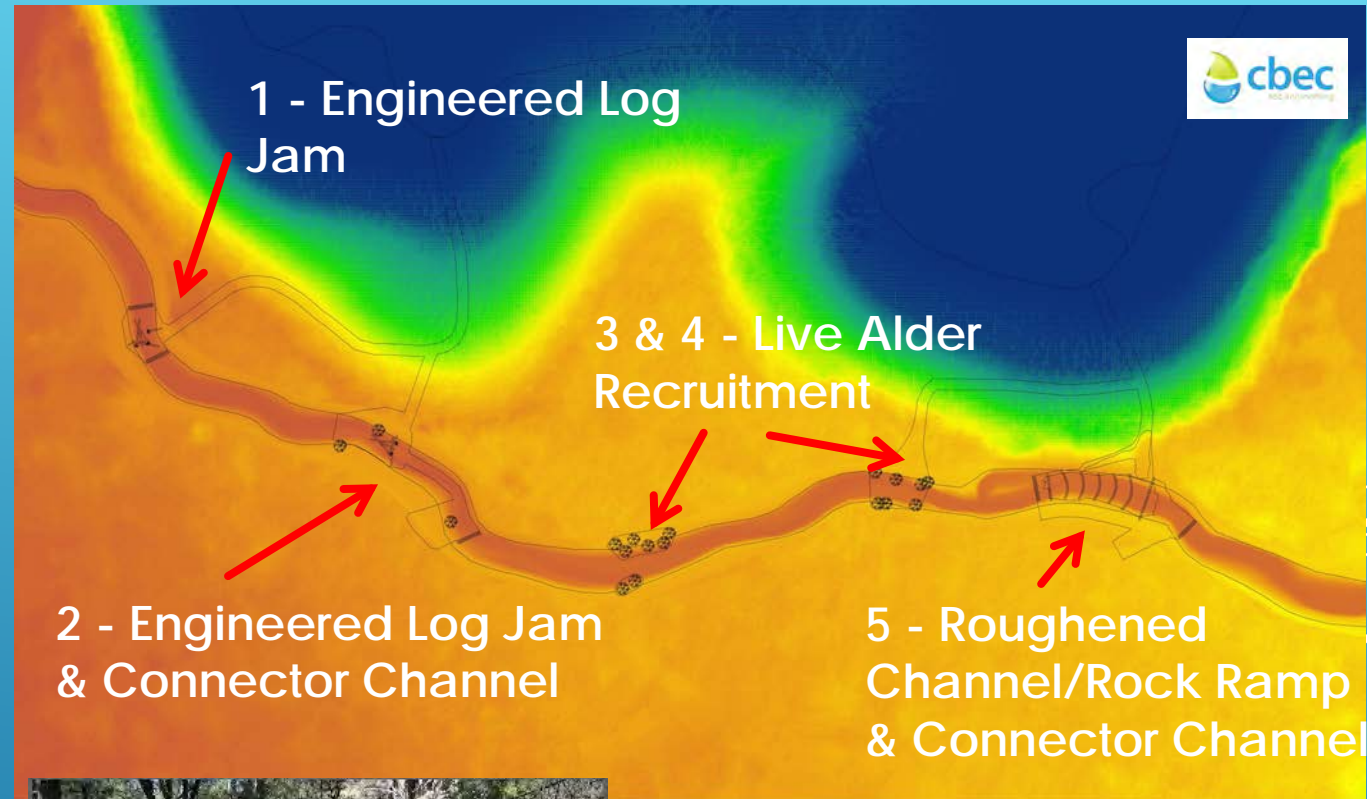 cbec
1 - Engineered Log
Jam
3 & 4 - Live Alder
Recruitment
2 - Engineered Log Jam
& Connector Channel
5 - Roughened
Channel/Rock Ramp
& Connector Channel